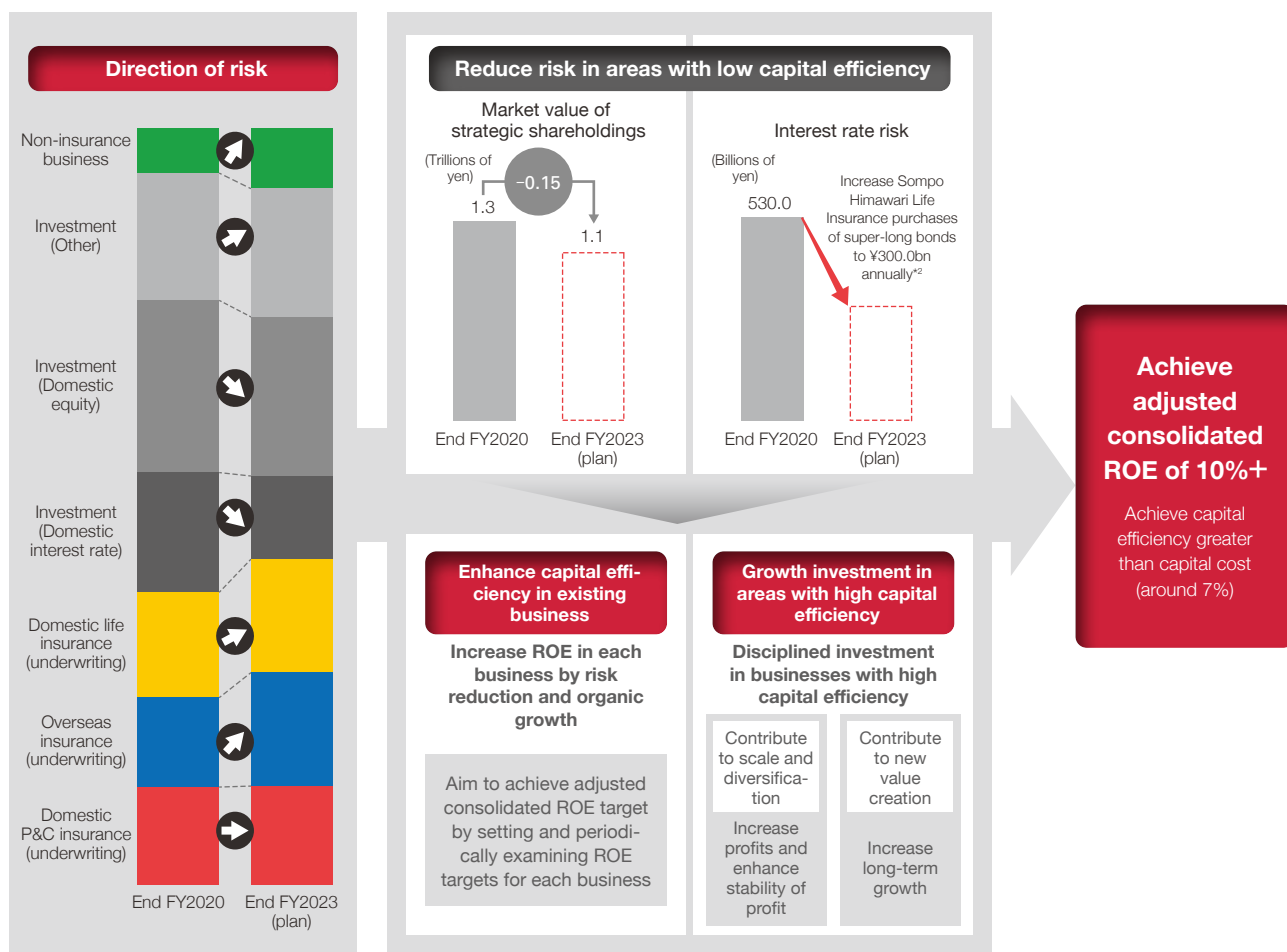 Direction of risk
Non-insurance
business
Investment
(Other)
Investment
(Domestic
equity)
Investment
(Domestic
interest rate)
Domestic life
insurance
(underwriting)
Overseas
insurance
(underwriting)
Domestic
P&C insurance
(underwriting)
End FY2020
End FY2023
(plan)
Reduce risk in areas with low capital efficiency
Market value of
strategic shareholdings
(Trillions of
yen)
−0.15
1.3
1.1
End FY2020
End FY2023
(plan)
Interest rate risk
(Billions of
yen)
530.0
Increase Sompo
Himawari Life
Insurance purchases
of super-long bonds
to ¥300.0bn
annually*2
End FY2020
End FY2023
(plan)
Enhance capital effi-
ciency in existing
business
Increase ROE in each
business by risk
reduction and organic
growth
Aim to achieve adjusted
consolidated ROE target
by setting and periodi-
cally examining ROE
targets for each business
Growth investment in
areas with high capital
efficiency
Disciplined investment
in businesses with high
capital efficiency
Contribute
to scale and
diversifica-
tion
Increase
profits and
enhance
stability of
profit
Contribute
to new
value
creation
Increase
long-term
growth
Achieve
adjusted
consolidated
ROE of 10%+
Achieve capital
efficiency greater
than capital cost
(around 7%)